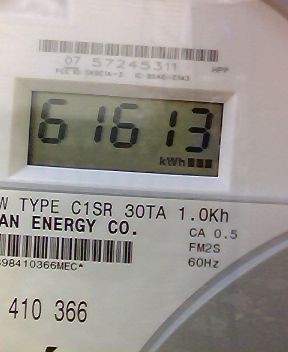 07 57245311
61613
kWh
W TYPE C1SR 30TA 1.0Kh
AN ENERGY CO.
CA 0.5
FM2S
60Hz
98410366MEC*
410 366